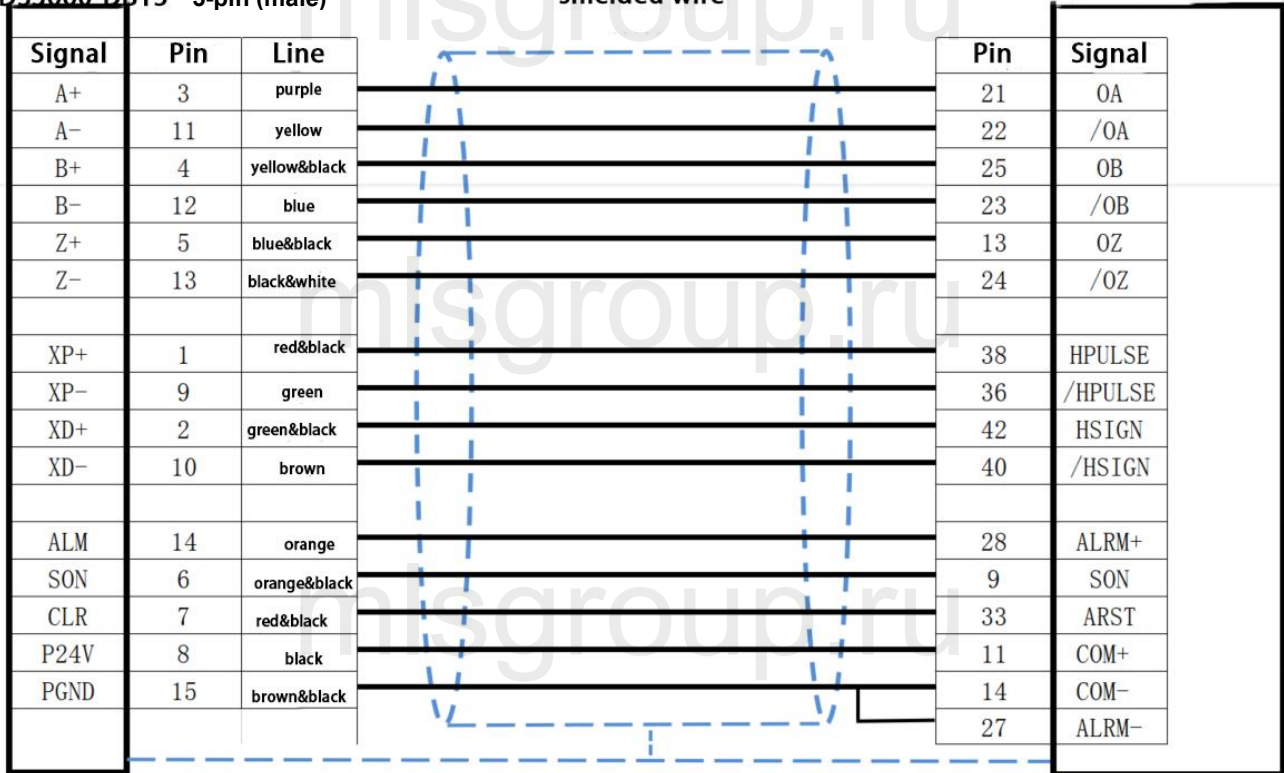 3-pin (male)
Signal Pin Line Pin Signal
A+ 3 purple 21 OA
A- 11 yellow 22 /OA
B+ 4 yellow&black 25 OB
B- 12 blue 23 /OB
Z+ 5 blue&black 13 OZ
Z- 13 black&white 24 /OZ
mlsgroup.ru
XP+ 1 red&black 38 HPULSE
XP- 9 green 36 /HPULSE
XD+ 2 green&black 42 HSIGN
XD- 10 brown 40 /HSIGN
ALM 14 orange 28 ALRM+
SON 6 orange&black 9 SON
mlsgroup.ru
CLR 7 red&black 33 ARST
P24V 8 black 11 COM+
PGND 15 brown&black 14 COM-
27 ALRM-